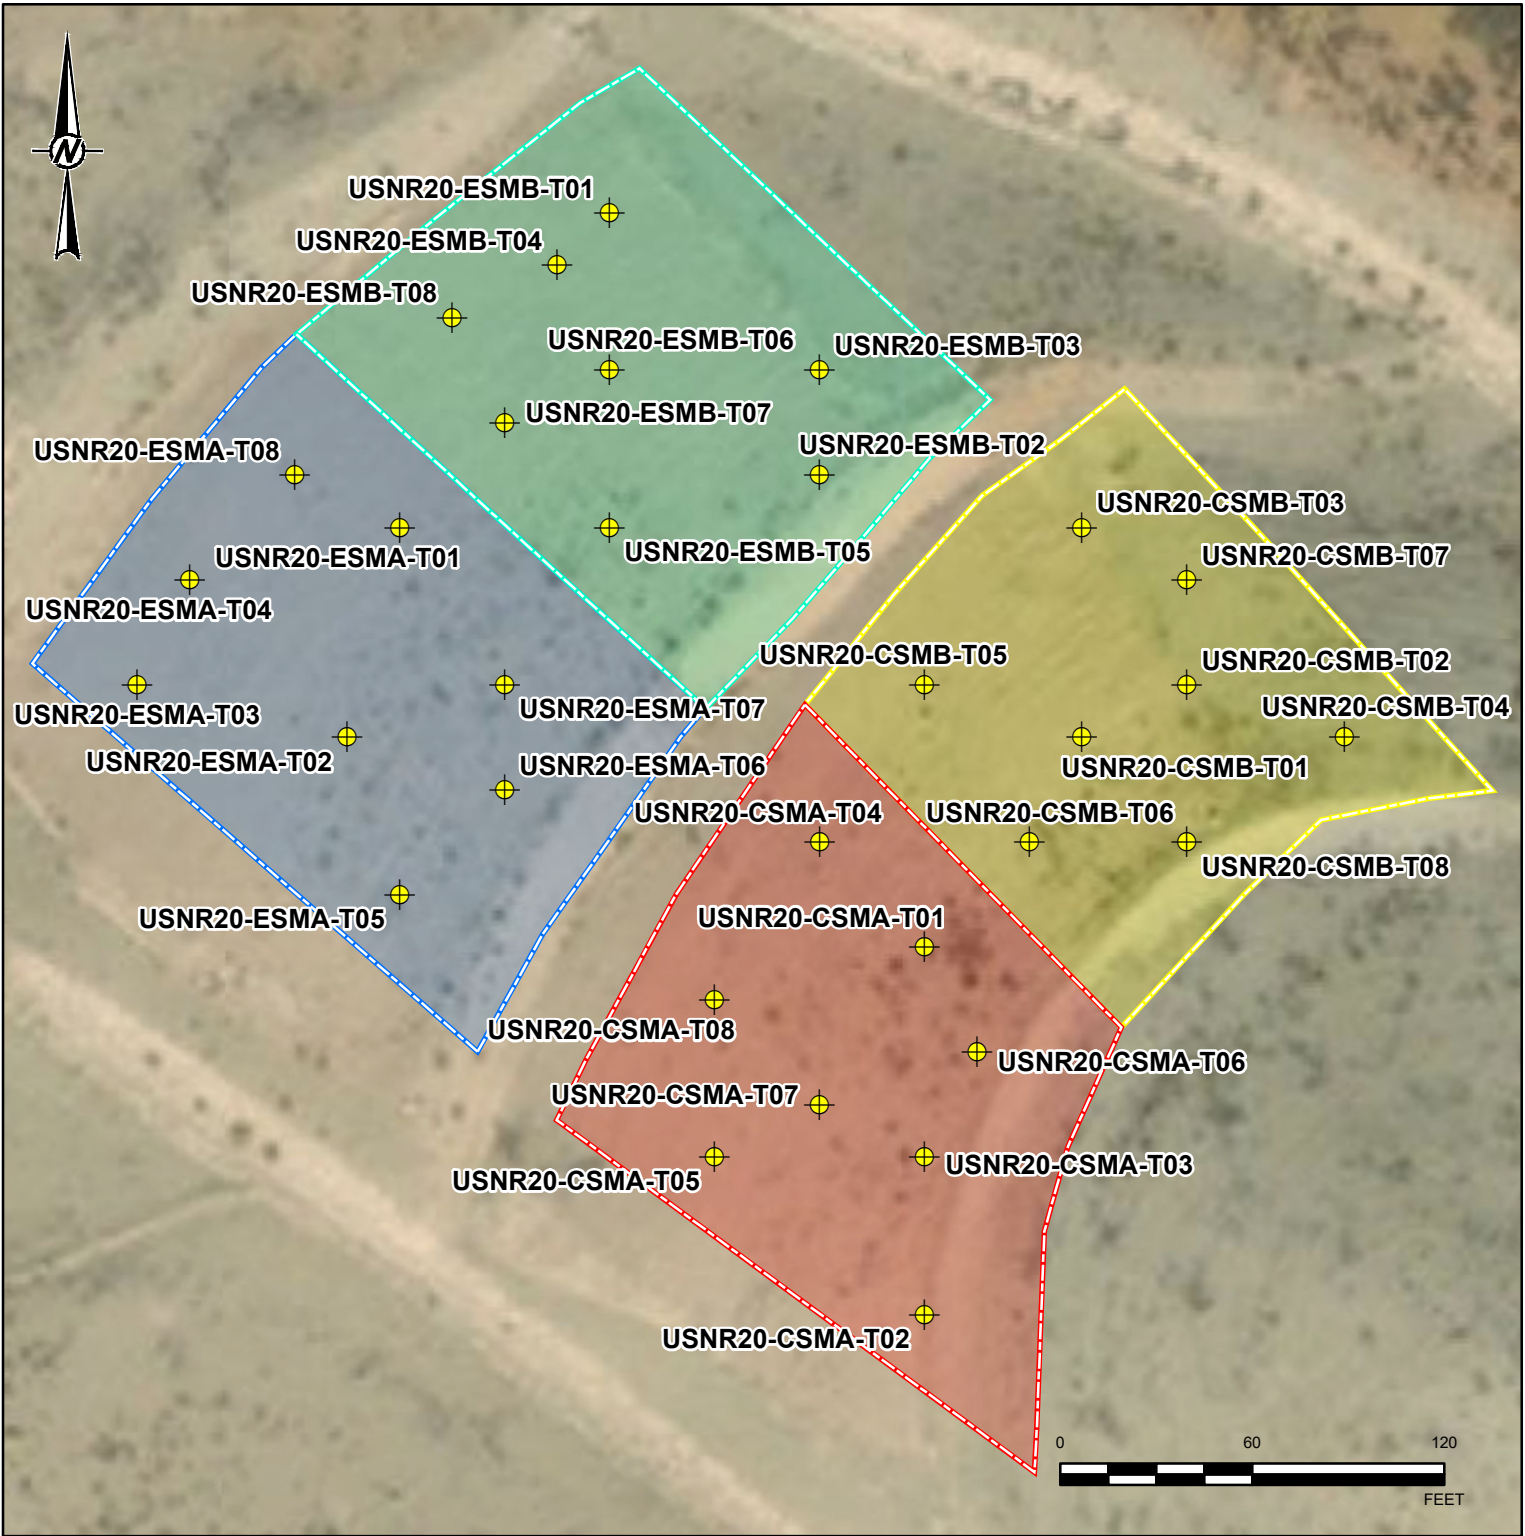 N
USNR20-ESMB-T01
USNR20-ESMB-T04
USNR20-ESMB-T08
USNR20-ESMB-T06
USNR20-ESMB-T03
USNR20-ESMB-T07
USNR20-ESMB-T02
USNR20-ESMA-T08
USNR20-CSMB-T03
USNR20-ESMB-T05
USNR20-ESMA-T01
USNR20-CSMB-T07
USNR20-ESMA-T04
USNR20-CSMB-T05
USNR20-CSMB-T02
USNR20-ESMA-T03
USNR20-ESMA-T07
USNR20-CSMB-T04
USNR20-ESMA-T02
USNR20-ESMA-T06
USNR20-CSMB-T01
USNR20-CSMA-T04
USNR20-CSMB-T06
USNR20-CSMB-T08
USNR20-ESMA-T05
USNR20-CSMA-T01
USNR20-CSMA-T08
USNR20-CSMA-T06
USNR20-CSMA-T07
USNR20-CSMA-T03
USNR20-CSMA-T05
USNR20-CSMA-T02
0 60 120
FEET